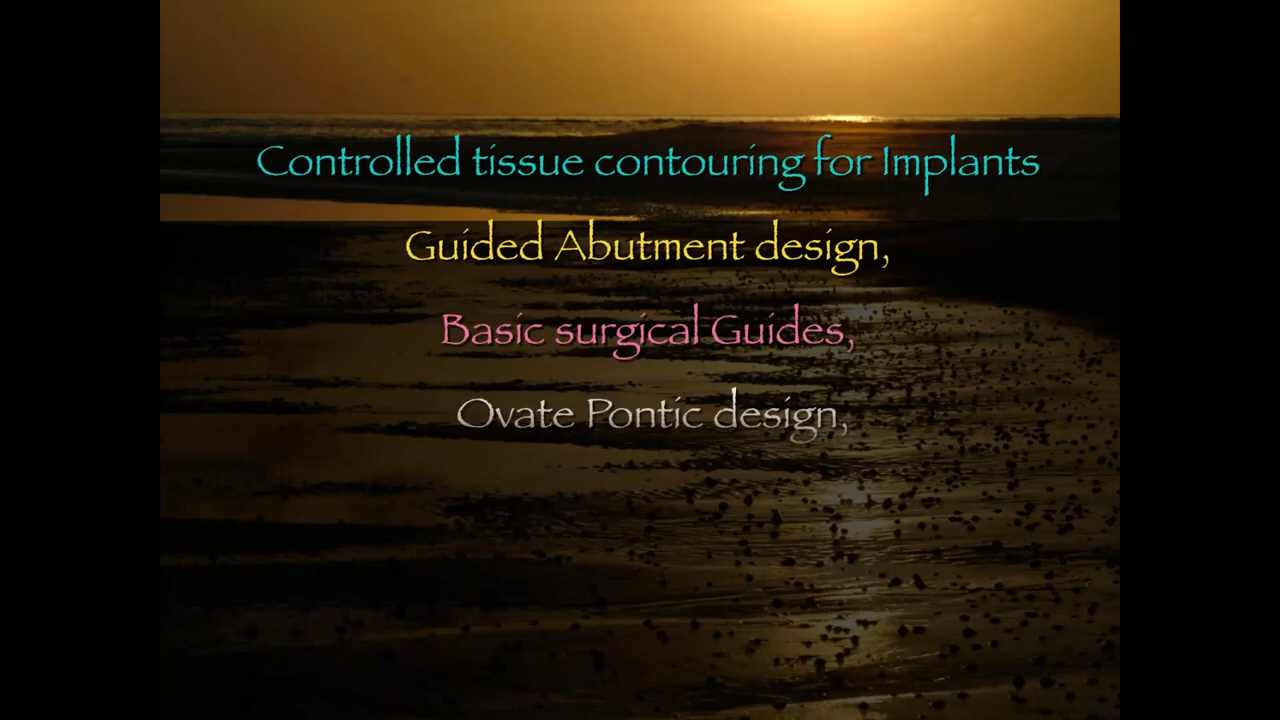 Controlled tissue contouring for Implants
Guided Abutment design,
Basic surgical Guides,
Ovate Pontic design,